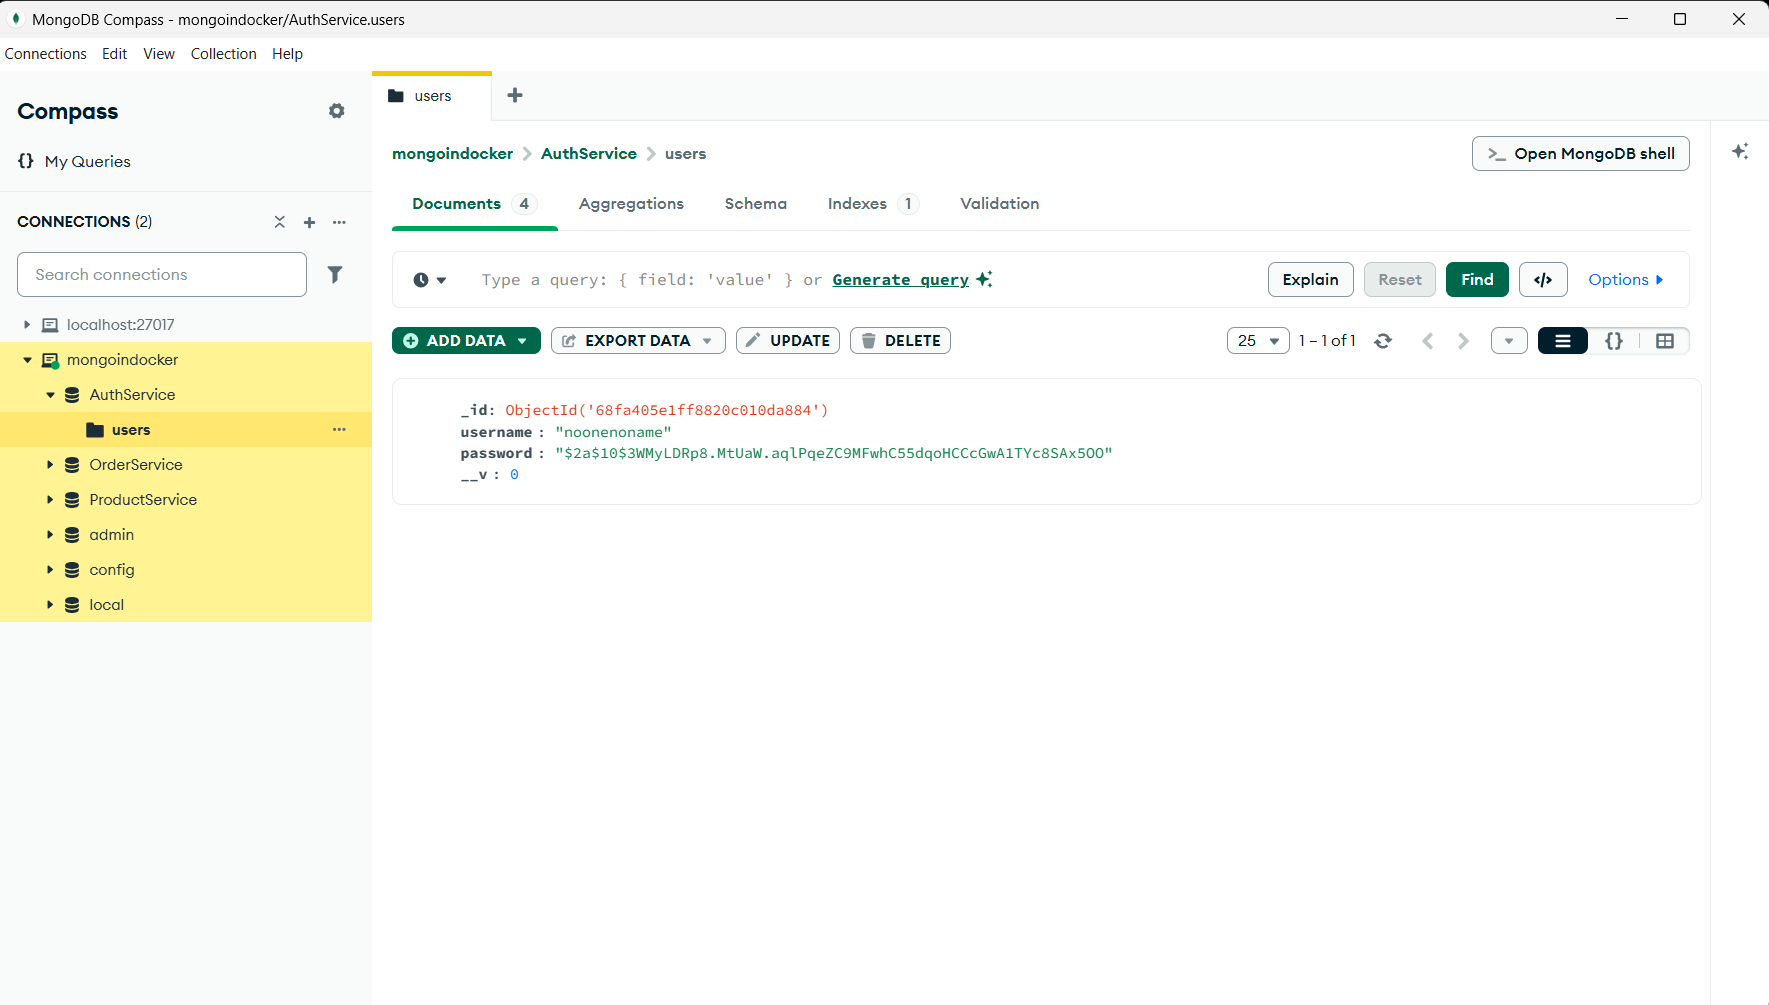 MongoDB Compass - mongoindocker/AuthService.users
Connections Edit View Collection Help
Compass
{} My Queries
CONNECTIONS (2)
Search connections
localhost:27017
mongoindocker
AuthService
users
OrderService
ProductService
admin
config
local
users
mongoindocker > AuthService > users
>_ Open MongoDB shell
Documents 4 Aggregations Schema Indexes 1 Validation
Type a query: { field: 'value' } or Generate query
Explain Reset Find </> Options
ADD DATA EXPORT DATA UPDATE DELETE
25 1 – 1 of 1 {}
_id: ObjectId('68fa405e1ff8820c010da884')
username : "noonenoname"
password : "$2a$10$3WMyLDRp8.MtUaW.aqlPqeZC9MFwhC55dqoHCCcGwA1TYc8SAx5OO"
__v : 0